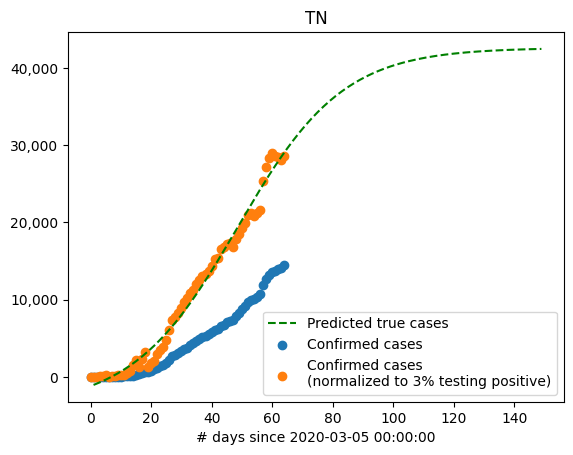 TN
40,000
30,000
20,000
10,000
0
Predicted true cases
Confirmed cases
Confirmed cases
(normalized to 3% testing positive)
0 20 40 60 80 100 120 140
# days since 2020-03-05 00:00:00